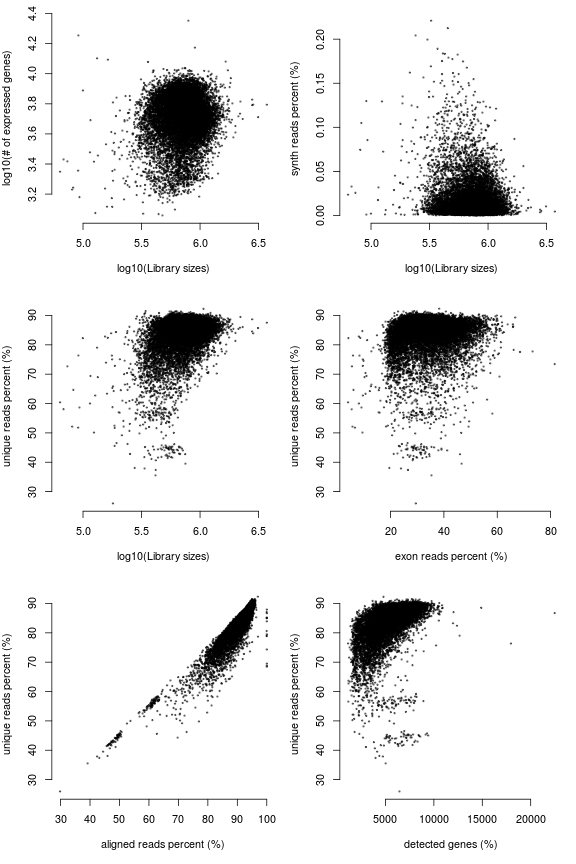 log10(# of expressed genes)
4.4
4.2
4.0
3.8
3.6
3.4
3.2
5.0 5.5 6.0 6.5
log10(Library sizes)
synth reads percent (%)
0.20
0.15
0.10
0.05
0.00
5.0 5.5 6.0 6.5
log10(Library sizes)
unique reads percent (%)
90
80
70
60
50
40
30
5.0 5.5 6.0 6.5
log10(Library sizes)
unique reads percent (%)
90
80
70
60
50
40
30
20 40 60 80
exon reads percent (%)
unique reads percent (%)
90
80
70
60
50
40
30
30 40 50 60 70 80 90 100
aligned reads percent (%)
unique reads percent (%)
90
80
70
60
50
40
30
5000 10000 15000 20000
detected genes (%)